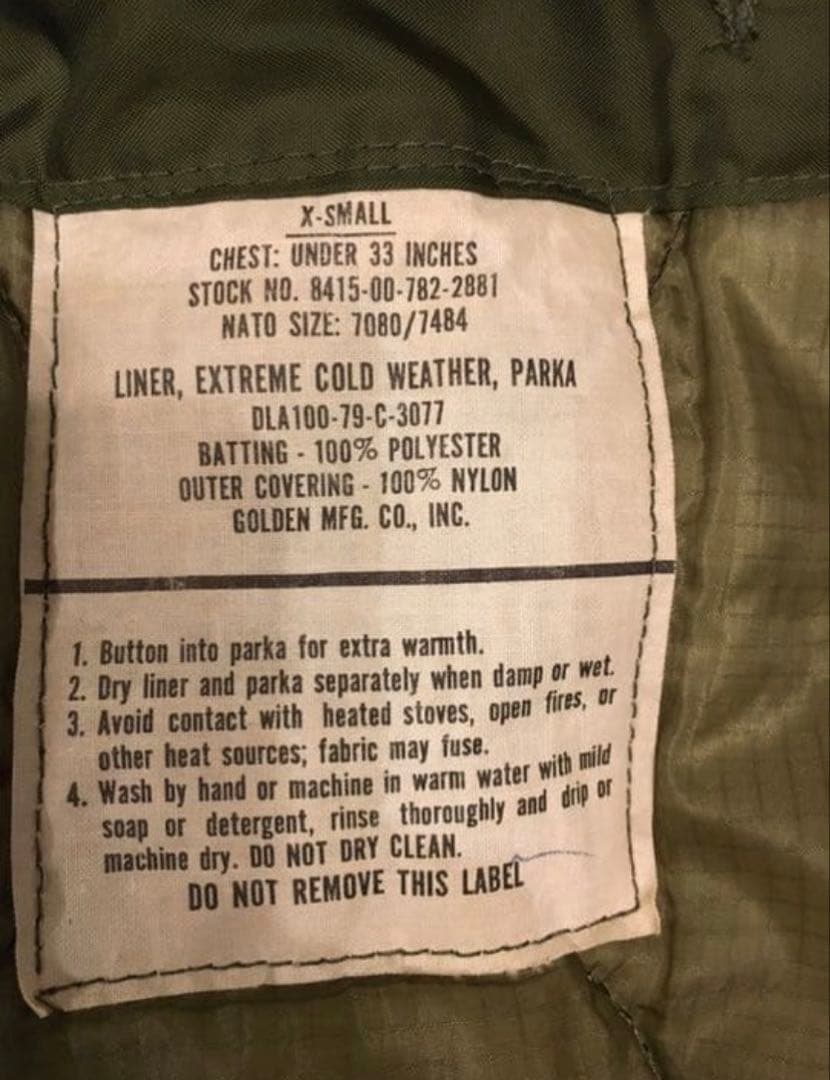 X-SMALL
CHEST: UNDER 33 INCHES
STOCK NO. 8415-00-782-2881
NATO SIZE: 7080/7484
LINER, EXTREME COLD WEATHER, PARKA
DLA100-79-C-3077
BATTING - 100% POLYESTER
OUTER COVERING - 100% NYLON
GOLDEN MFG. CO., INC.
1. Button into parka for extra warmth.
2. Dry liner and parka separately when damp or wet.
3. Avoid contact with heated stoves, open fires, or
other heat sources; fabric may fuse.
4. Wash by hand or machine in warm water with mild
soap or detergent, rinse thoroughly and drip or
machine dry. DO NOT DRY CLEAN.
DO NOT REMOVE THIS LABEL